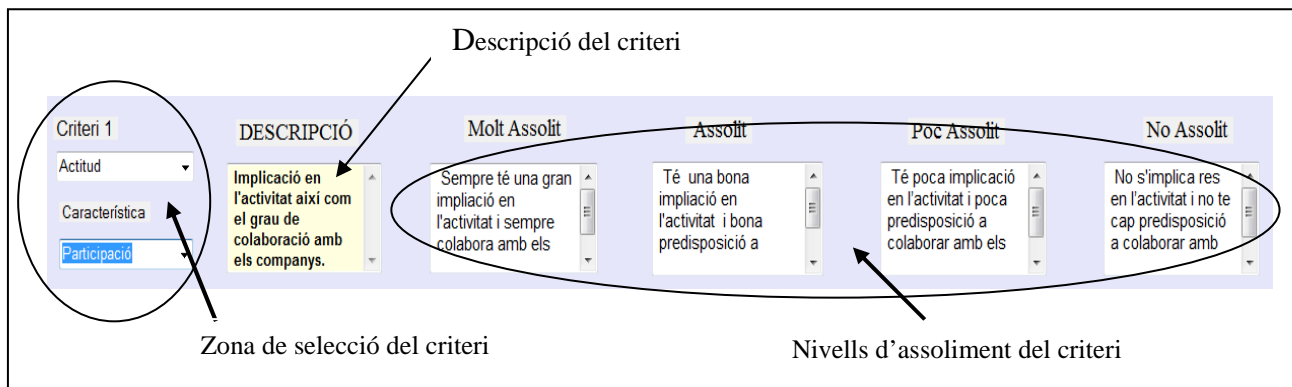 Descripció del criteri
Criteri 1
Actitud
Característica
Participació
DESCRIPCIÓ
Implicació en
l'activitat així com
el grau de
colaboració amb
els companys.
Molt Assolit
Sempre té una gran
impliació en
l'activitat i sempre
colabora amb els
Assolit
Té una bona
impliació en
l'activitat i bona
predisposició a
Poc Assolit
Té poca implicació
en l'activitat i poca
predisposició a
colaborar amb els
No Assolit
No s'implica res
en l'activitat i no te
cap predisposició
a colaborar amb
Zona de selecció del criteri
Nivells d'assoliment del criteri